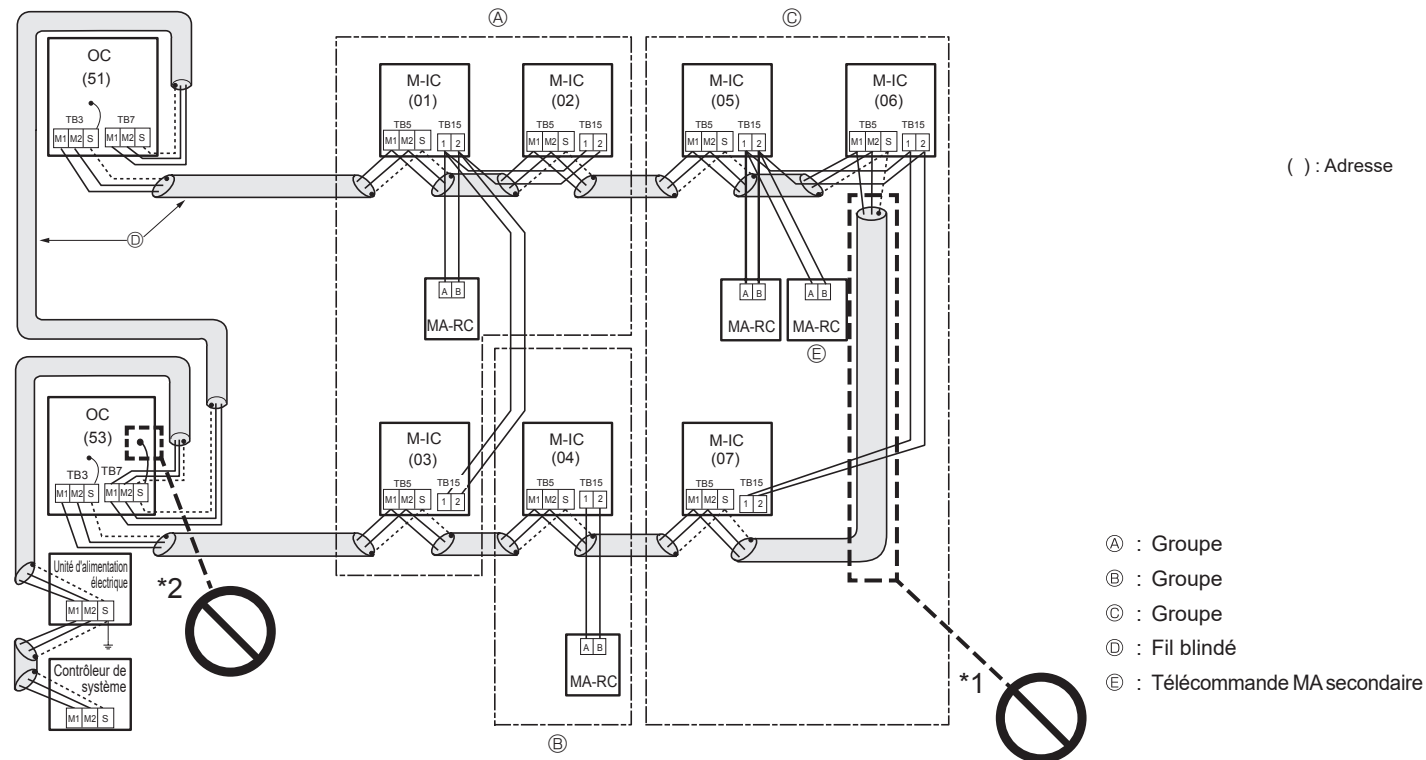 Ⓐ Ⓒ
OC
(51)
TB3 TB7
M1 M2 S M1 M2 S
M-IC
(01)
TB5 TB15
M1 M2 S 1 2
M-IC
(02)
TB5 TB15
M1 M2 S 1 2
M-IC
(05)
TB5 TB15
M1 M2 S 1 2
M-IC
(06)
TB5 TB15
M1 M2 S 1 2
( ) : Adresse
Ⓓ
A B
MA-RC
A B
MA-RC
A B
MA-RC
Ⓔ
OC
(53)
TB3 TB7
M1 M2 S M1 M2 S
M-IC
(03)
TB5 TB15
M1 M2 S 1 2
M-IC
(04)
TB5 TB15
M1 M2 S 1 2
M-IC
(07)
TB5 TB15
M1 M2 S 1 2
Unité d'alimentation
électrique
M1 M2 S
*2
Contrôleur de
système
M1 M2 S
A B
MA-RC
*1
Ⓑ
Ⓐ : Groupe
Ⓑ : Groupe
Ⓒ : Groupe
Ⓓ : Fil blindé
Ⓔ : Télécommande MA secondaire